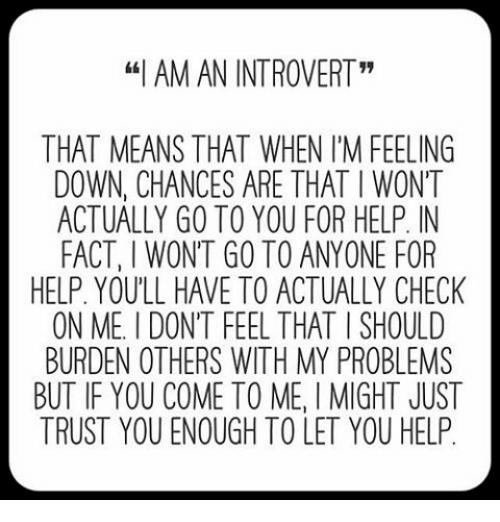 “I AM AN INTROVERT”
THAT MEANS THAT WHEN I'M FEELING
DOWN, CHANCES ARE THAT I WON'T
ACTUALLY GO TO YOU FOR HELP. IN
FACT, I WON'T GO TO ANYONE FOR
HELP. YOU'LL HAVE TO ACTUALLY CHECK
ON ME. I DON'T FEEL THAT I SHOULD
BURDEN OTHERS WITH MY PROBLEMS
BUT IF YOU COME TO ME, I MIGHT JUST
TRUST YOU ENOUGH TO LET YOU HELP.